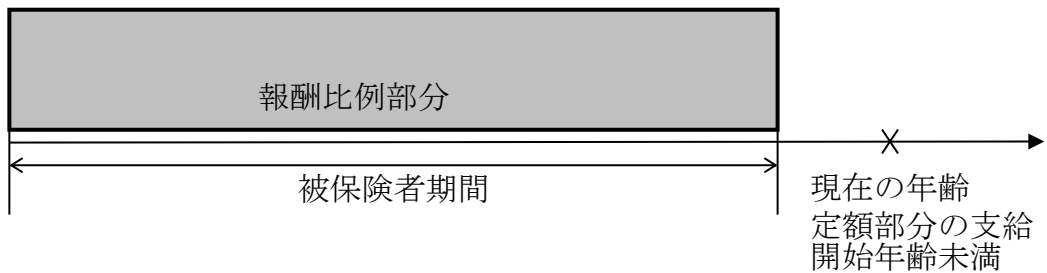 報酬比例部分
被保険者期間
現在の年齢
定額部分の支給
開始年齢未満